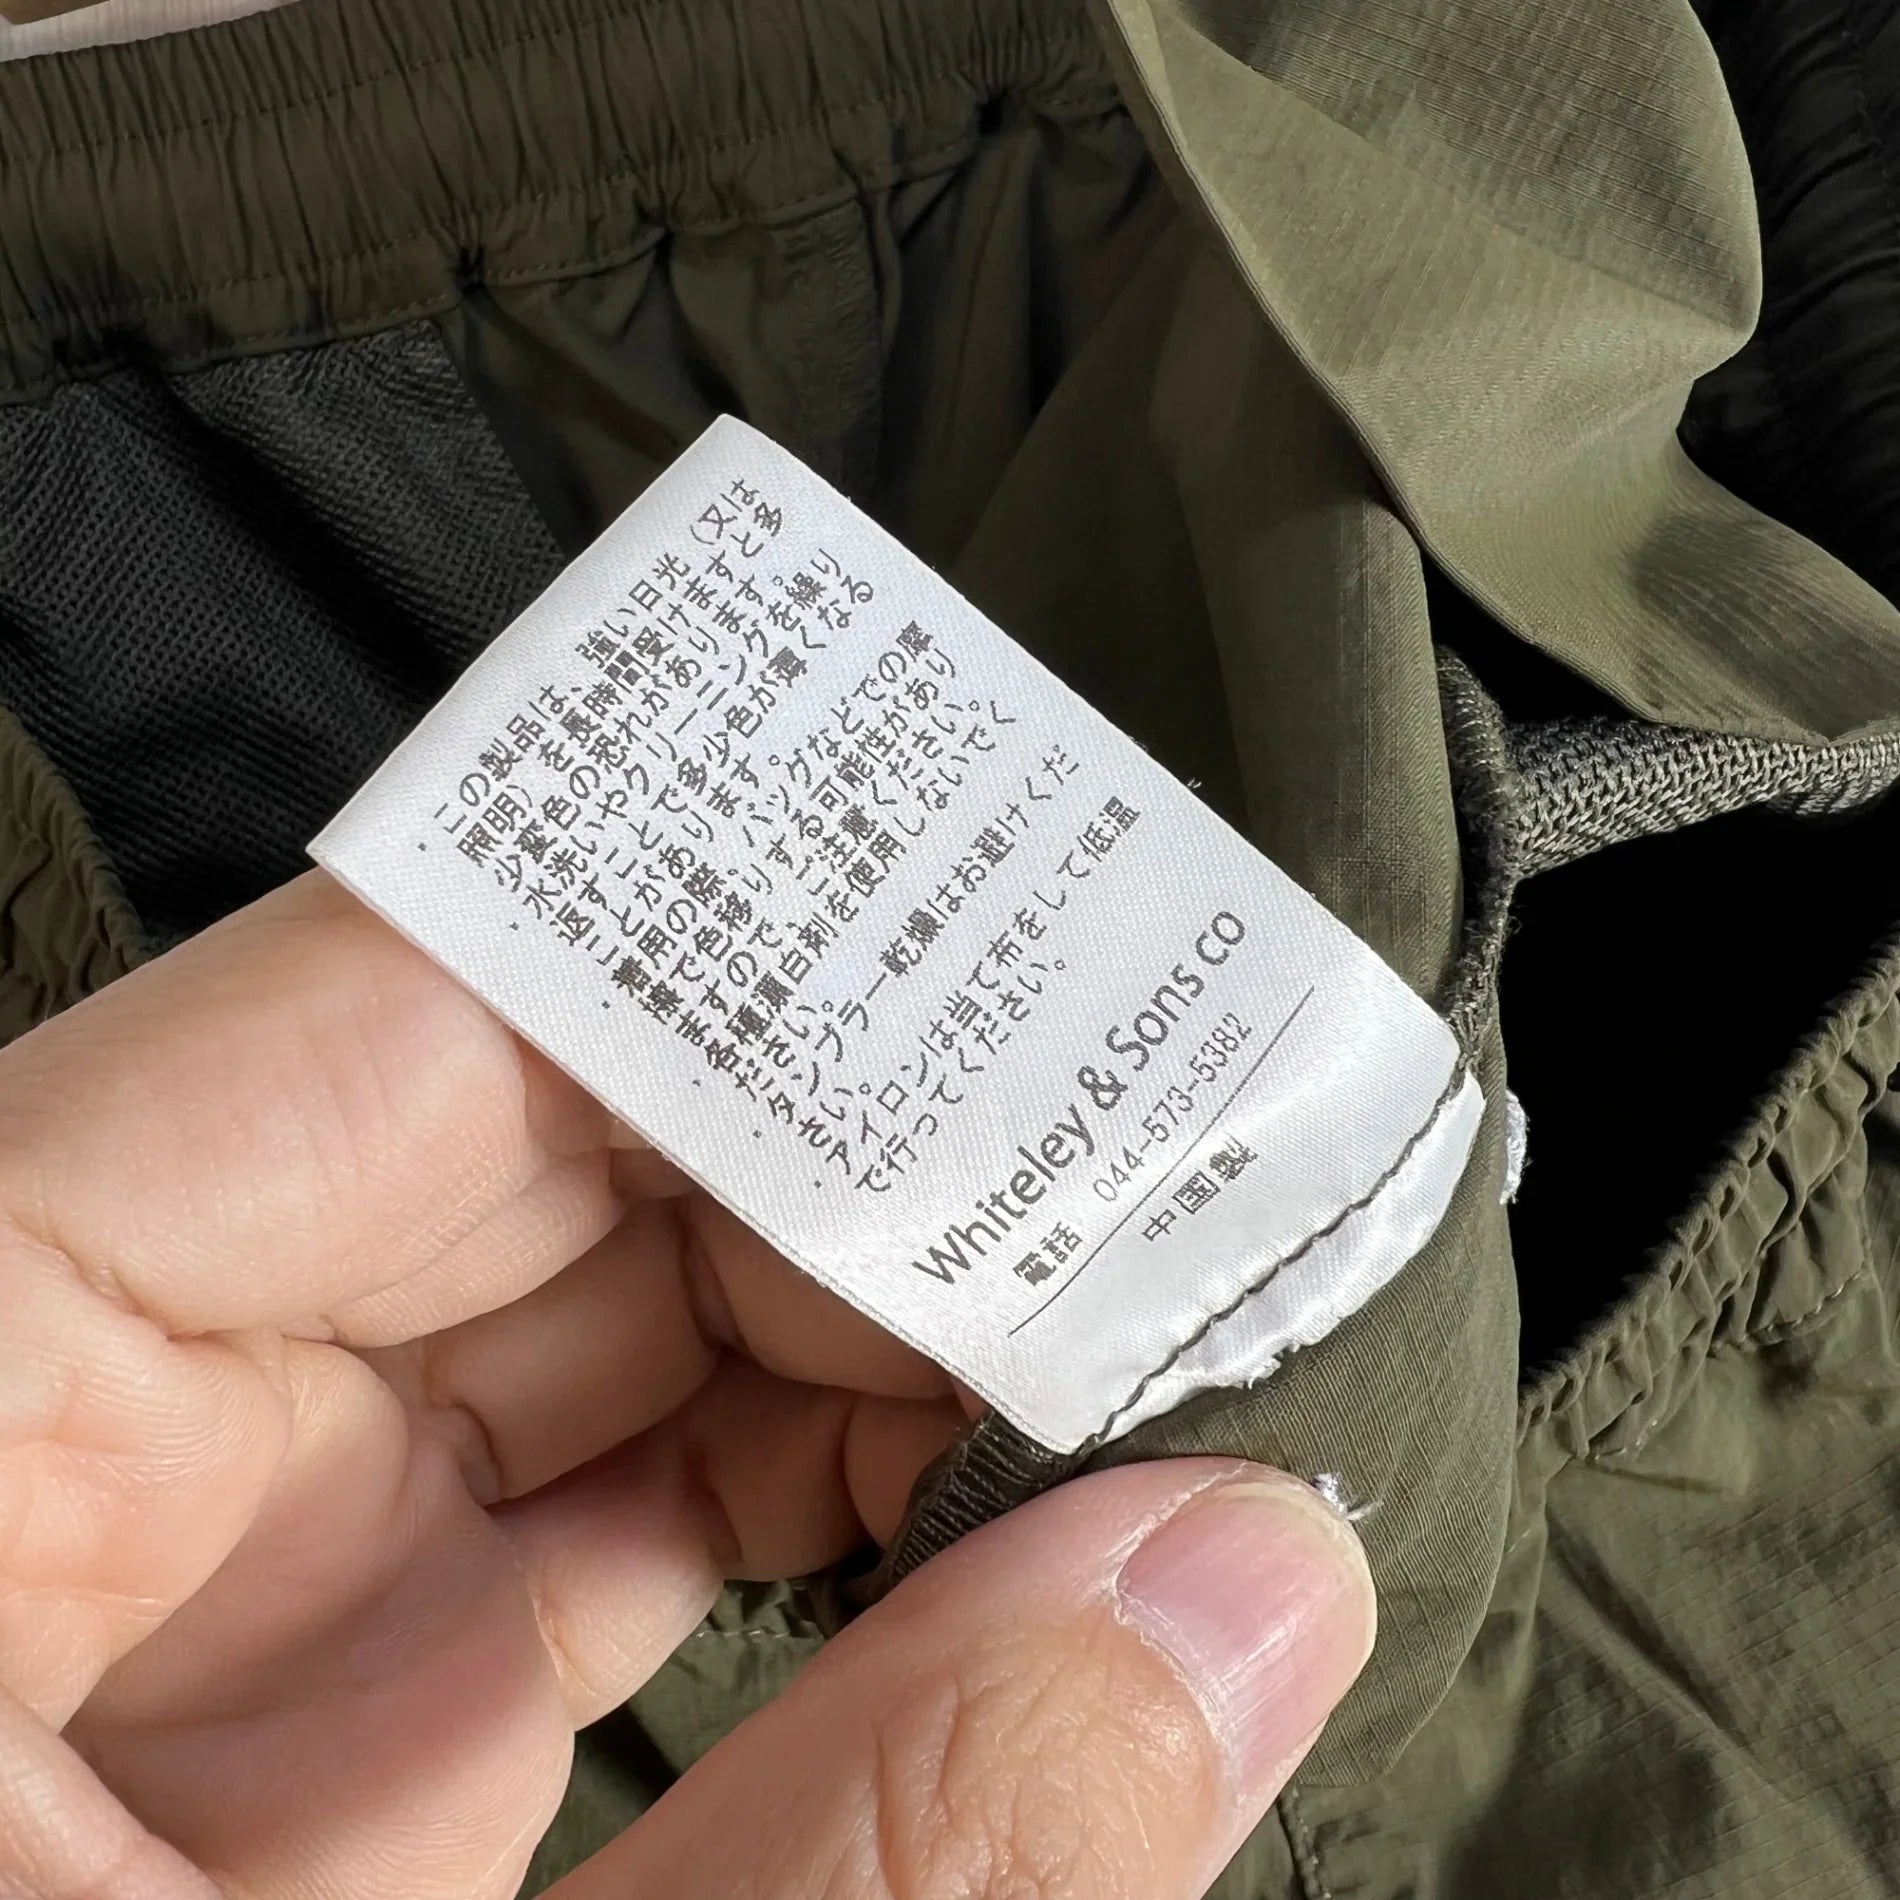 ・この製品は、強い日光（又は
照明）を長時間受けますと多
少変色の恐れがあります。
・水洗いやクリーニングを繰り
返すことで多少色が薄くなる
ことがあります。
・着用の際、バッグなどでの摩
擦で色移りする可能性があり
ますので、ご注意ください。
・各種漂白剤を使用しないでく
ださい。
・タンブラー乾燥はお避けくだ
さい。
・アイロンは当て布をして低温
で行ってください。
Whiteley & Sons co
電話 044-573-5382
中国製